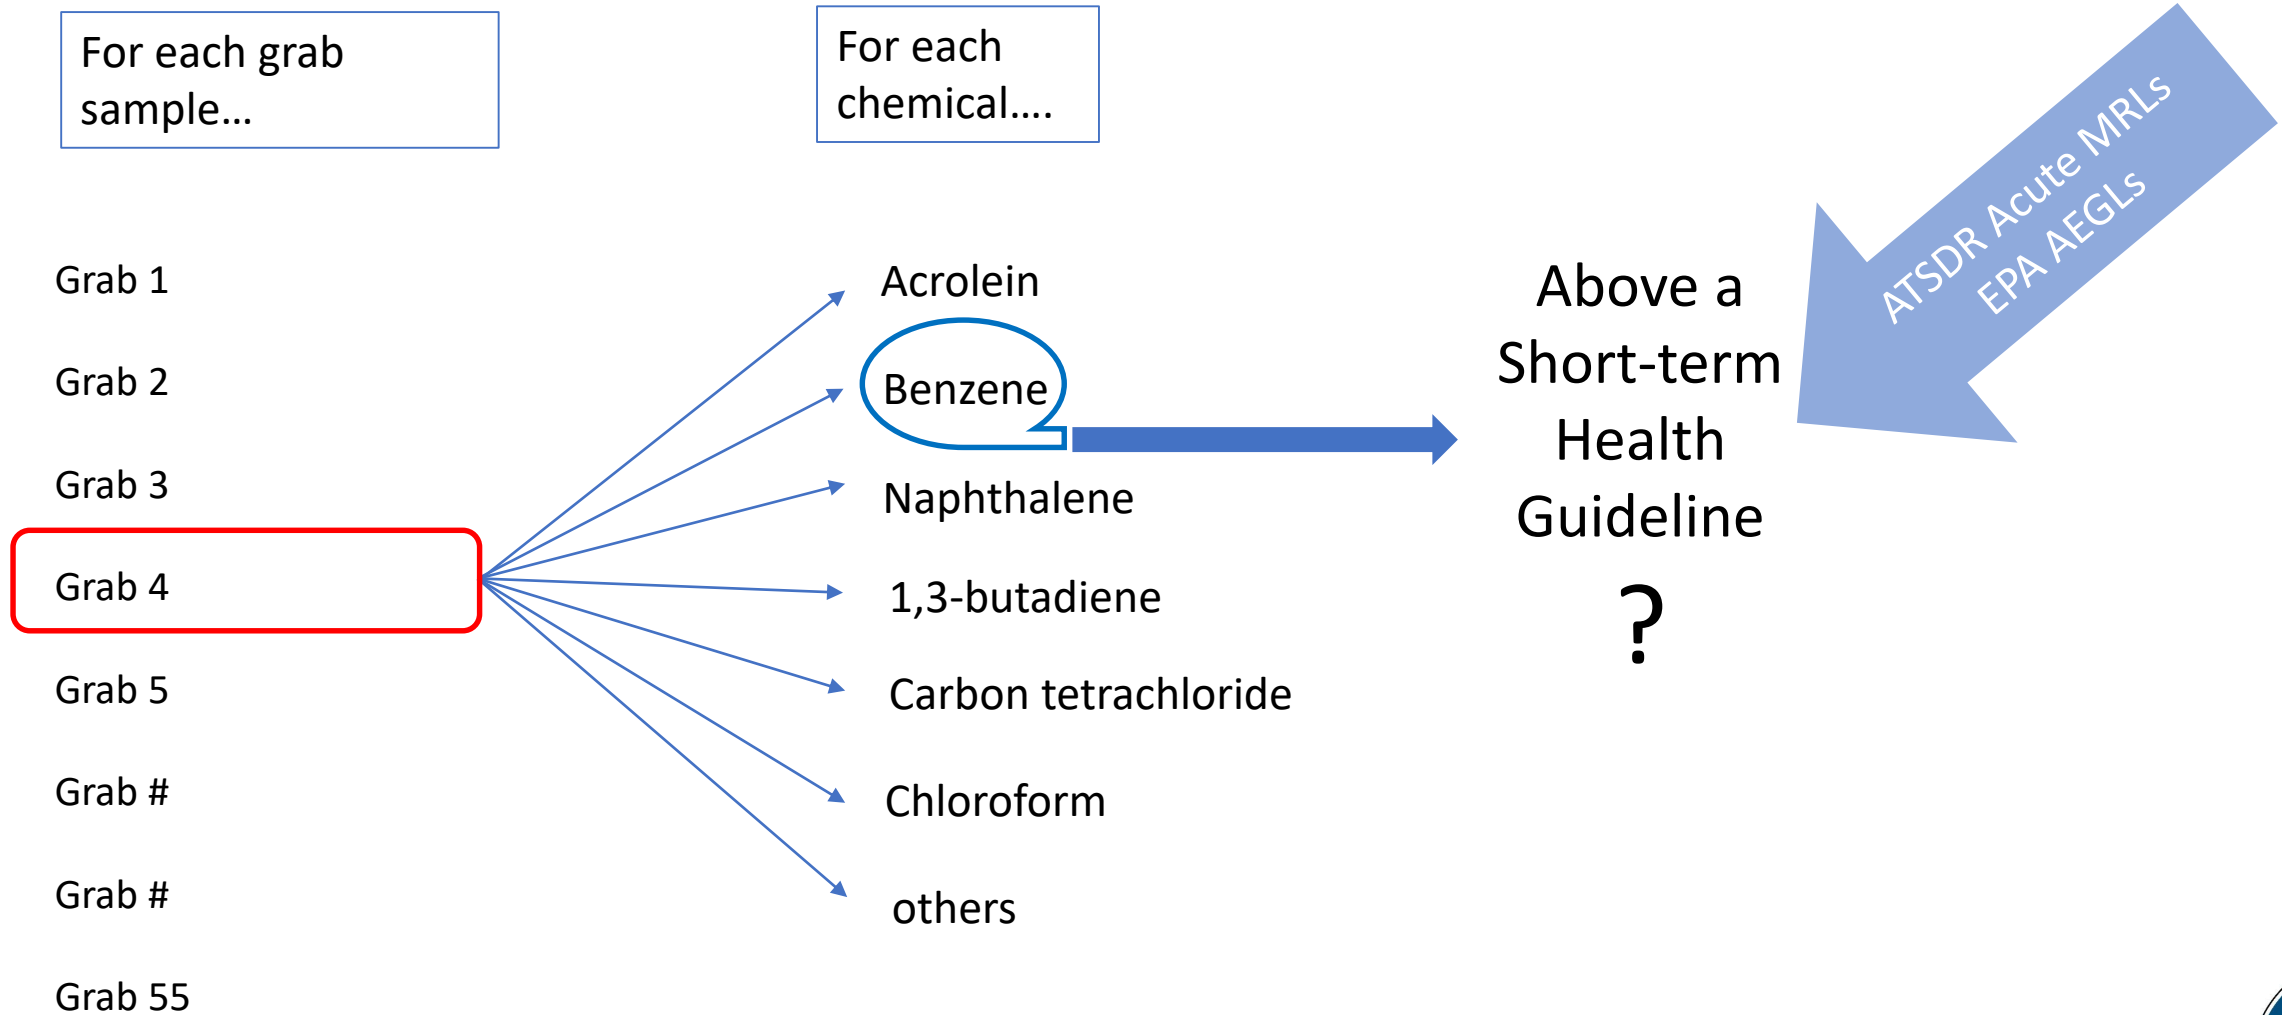 For each grab
sample…
For each
chemical….
Grab 1
Grab 2
Grab 3
Grab 4
Grab 5
Grab #
Grab #
Grab 55
Acrolein
Benzene
Naphthalene
1,3-butadiene
Carbon tetrachloride
Chloroform
others
Above a
Short-term
Health
Guideline
?
ATSDR Acute MRLs
EPA AEGLs